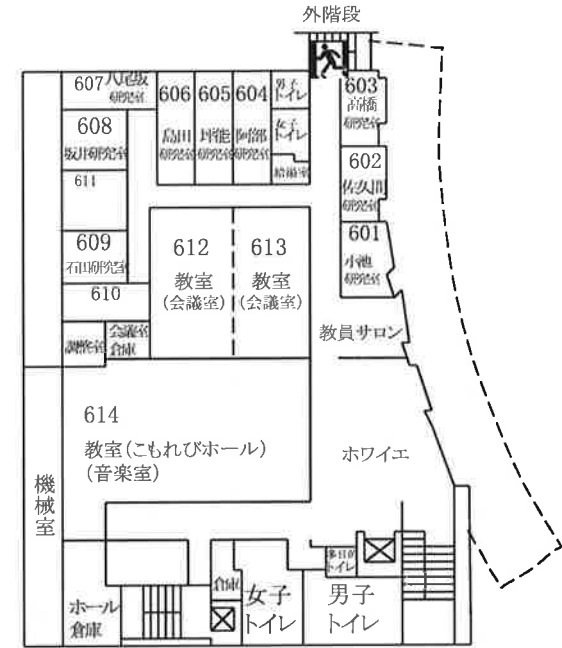 外階段
607 八尾坂
研究室
606
島田
研究室
605
坪能
研究室
604
阿部
研究室
男子
トイレ
女子
トイレ
給湯室
603
高橋
研究室
608
坂井研究室
602
佐久間
研究室
611
601
小池
研究室
609
石田研究室
612
教室
(会議室)
613
教室
(会議室)
610
調整室
会議室
倉庫
教員サロン
614
教室(こもれびホール)
(音楽室)
ホワイエ
機械室
多目的
トイレ
倉庫
女子
トイレ
男子
トイレ
ホール
倉庫